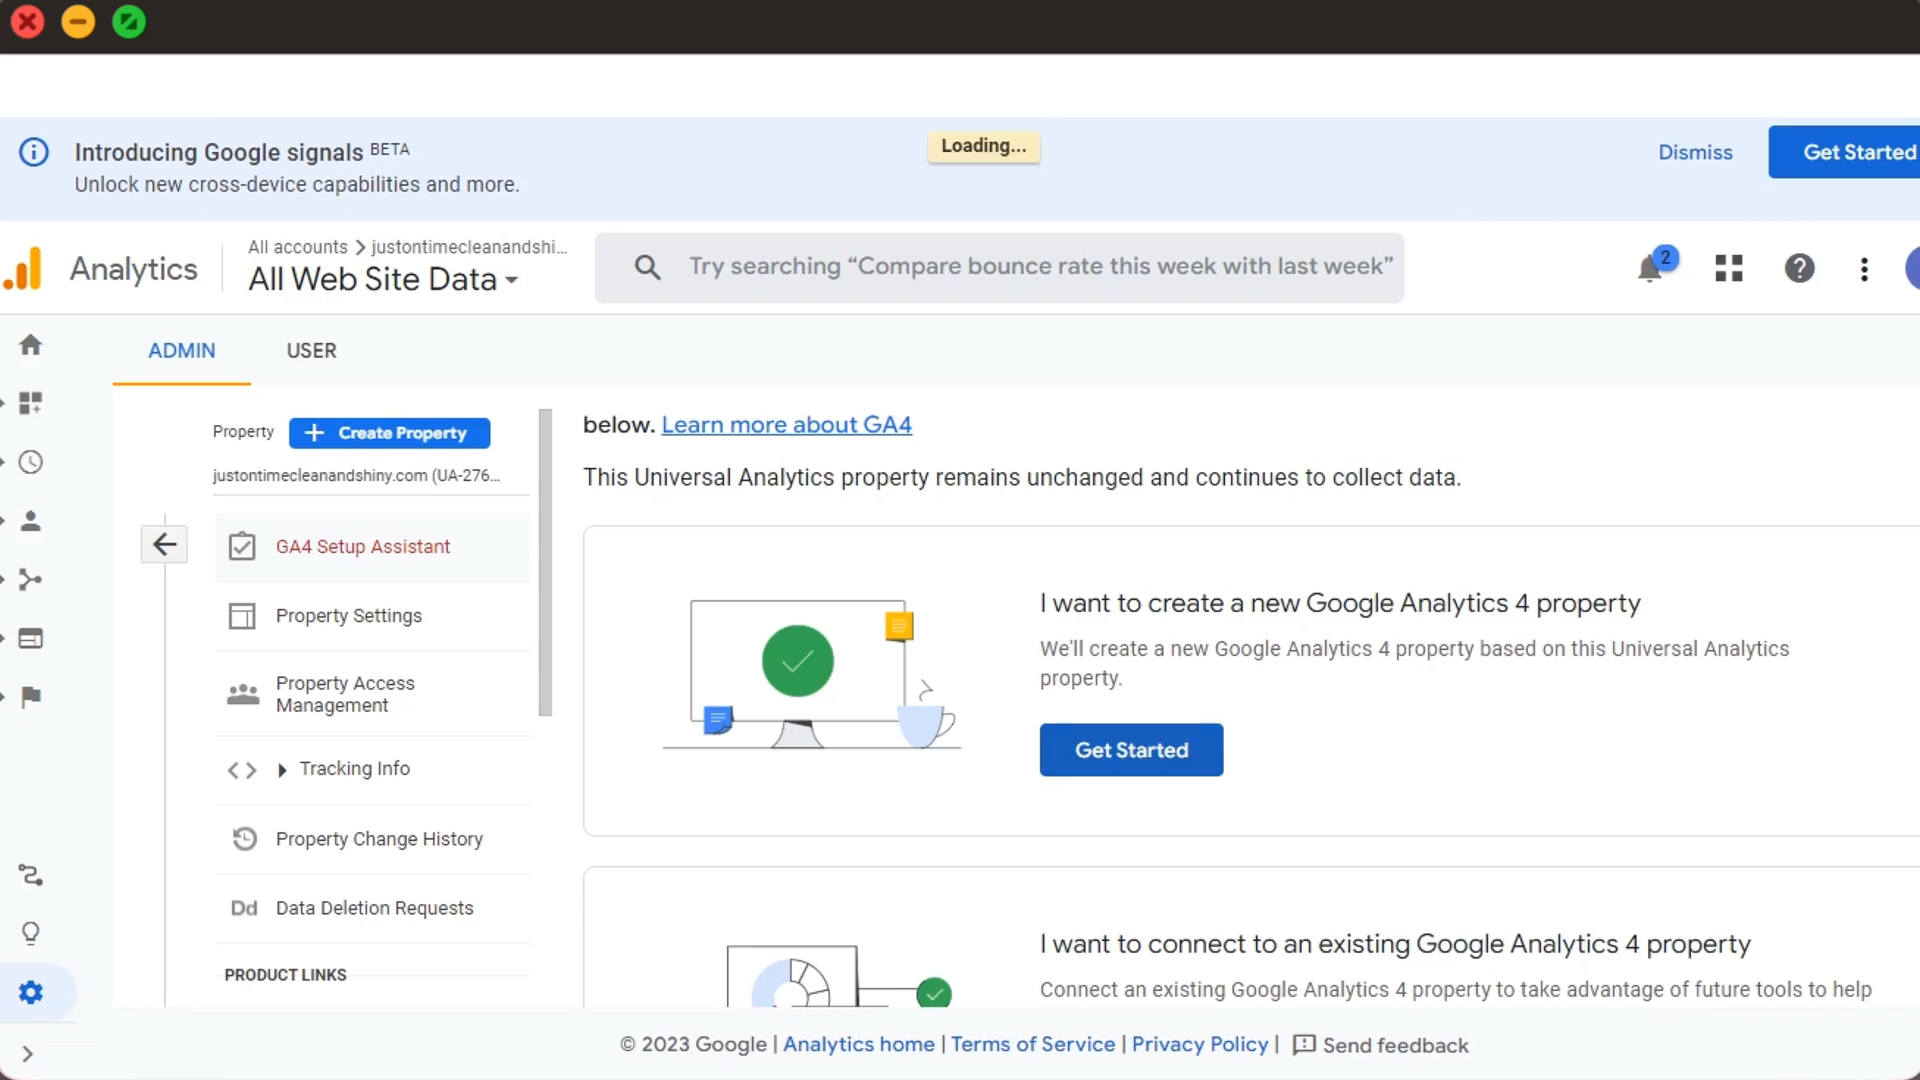 Introducing Google signals BETA
Unlock new cross-device capabilities and more.
Loading...
Dismiss
Get Started
Analytics
All accounts > justontimecleanandshi...
All Web Site Data
Try searching “Compare bounce rate this week with last week”
2
ADMIN
USER
Property
+ Create Property
justontimecleanandshiny.com (UA-276...
GA4 Setup Assistant
Property Settings
Property Access
Management
Tracking Info
Property Change History
Dd Data Deletion Requests
PRODUCT LINKS
below. Learn more about GA4
This Universal Analytics property remains unchanged and continues to collect data.
I want to create a new Google Analytics 4 property
We'll create a new Google Analytics 4 property based on this Universal Analytics
property.
Get Started
I want to connect to an existing Google Analytics 4 property
Connect an existing Google Analytics 4 property to take advantage of future tools to help
© 2023 Google | Analytics home | Terms of Service | Privacy Policy | Send feedback